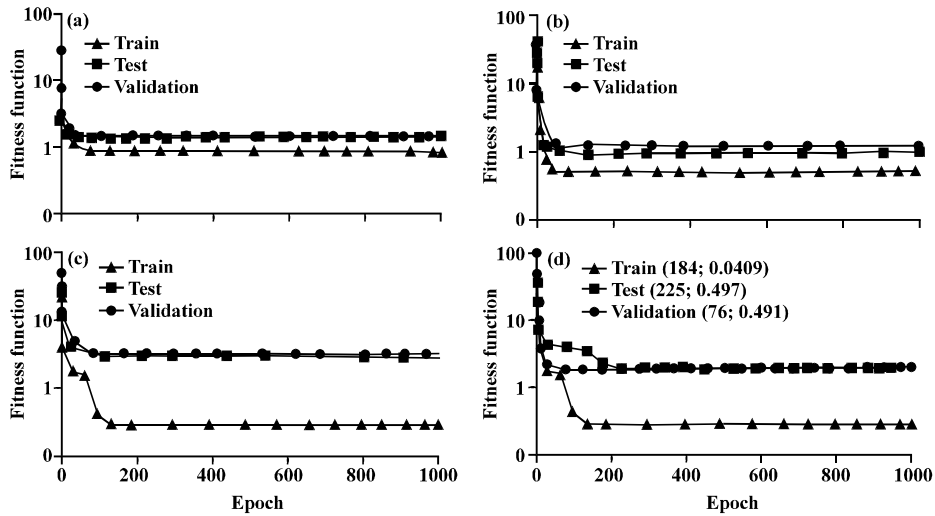 (a)
Fitness function
100
10
1
0
Train
Test
Validation
(b)
Fitness function
100
10
1
0
Train
Test
Validation
(c)
Fitness function
100
10
1
0
Train
Test
Validation
0 200 400 600 800 1000
Epoch
(d)
Fitness function
100
10
1
0
Train (184; 0.0409)
Test (225; 0.497)
Validation (76; 0.491)
0 200 400 600 800 1000
Epoch